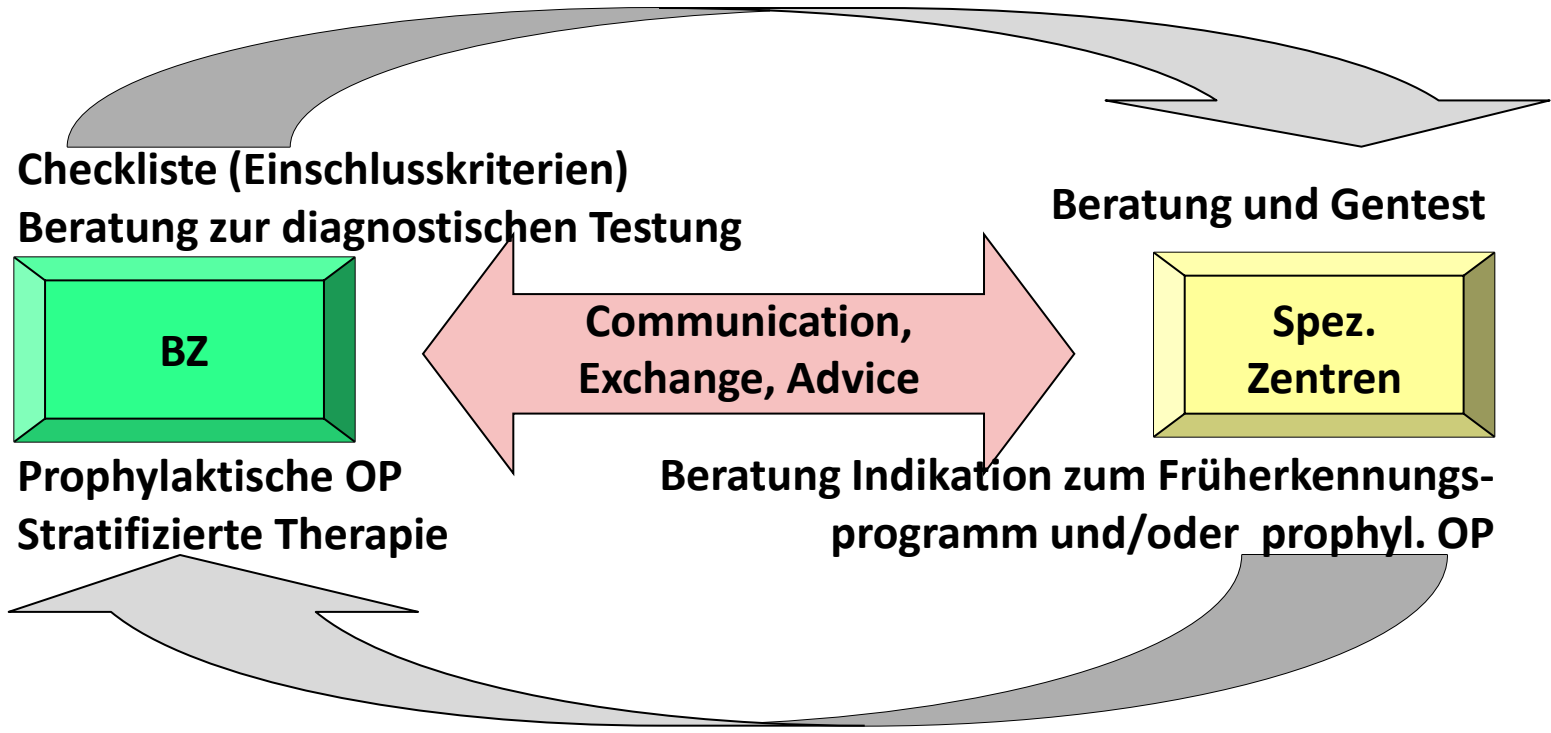 Checkliste (Einschlusskriterien)
Beratung zur diagnostischen Testung
Beratung und Gentest
BZ
Communication,
Exchange, Advice
Spez.
Zentren
Prophylaktische OP
Stratifizierte Therapie
Beratung Indikation zum Früherkennungs-
programm und/oder prophyl. OP